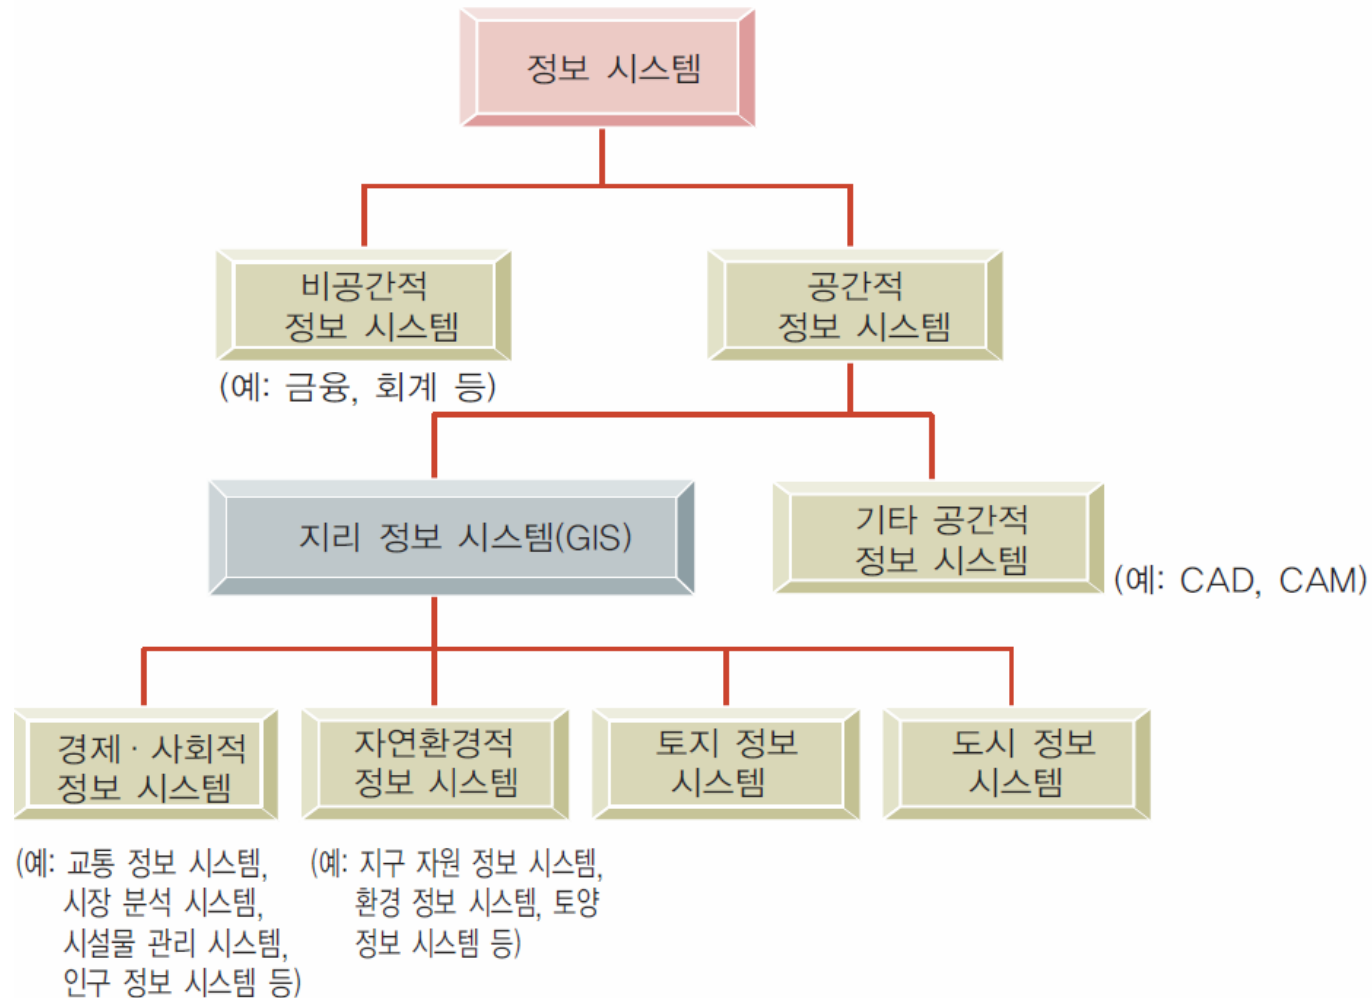 정보 시스템
비공간적
정보 시스템
(예: 금융, 회계 등)
공간적
정보 시스템
지리 정보 시스템(GIS)
기타 공간적
정보 시스템
(예: CAD, CAM)
경제 · 사회적
정보 시스템
(예: 교통 정보 시스템,
시장 분석 시스템,
시설물 관리 시스템,
인구 정보 시스템 등)
자연환경적
정보 시스템
(예: 지구 자원 정보 시스템,
환경 정보 시스템, 토양
정보 시스템 등)
토지 정보
시스템
도시 정보
시스템